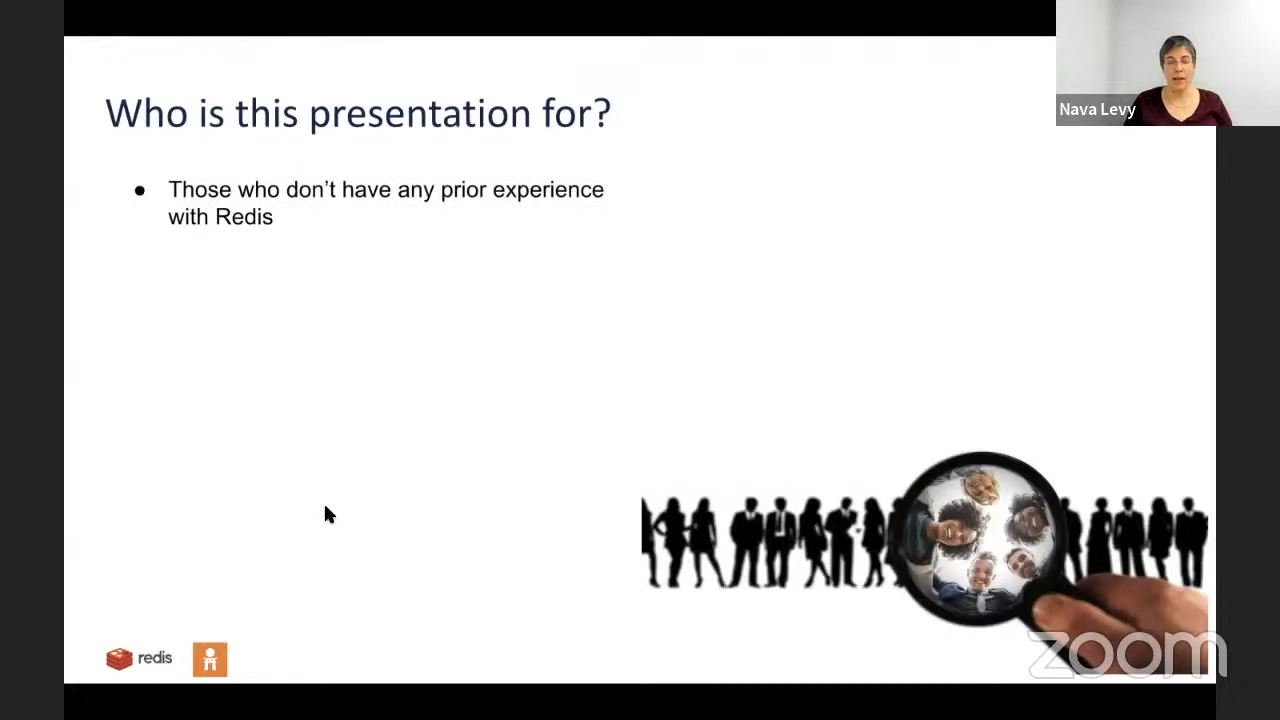 Who is this presentation for?
● Those who don't have any prior experience
with Redis
Nava Levy
redis
zoom